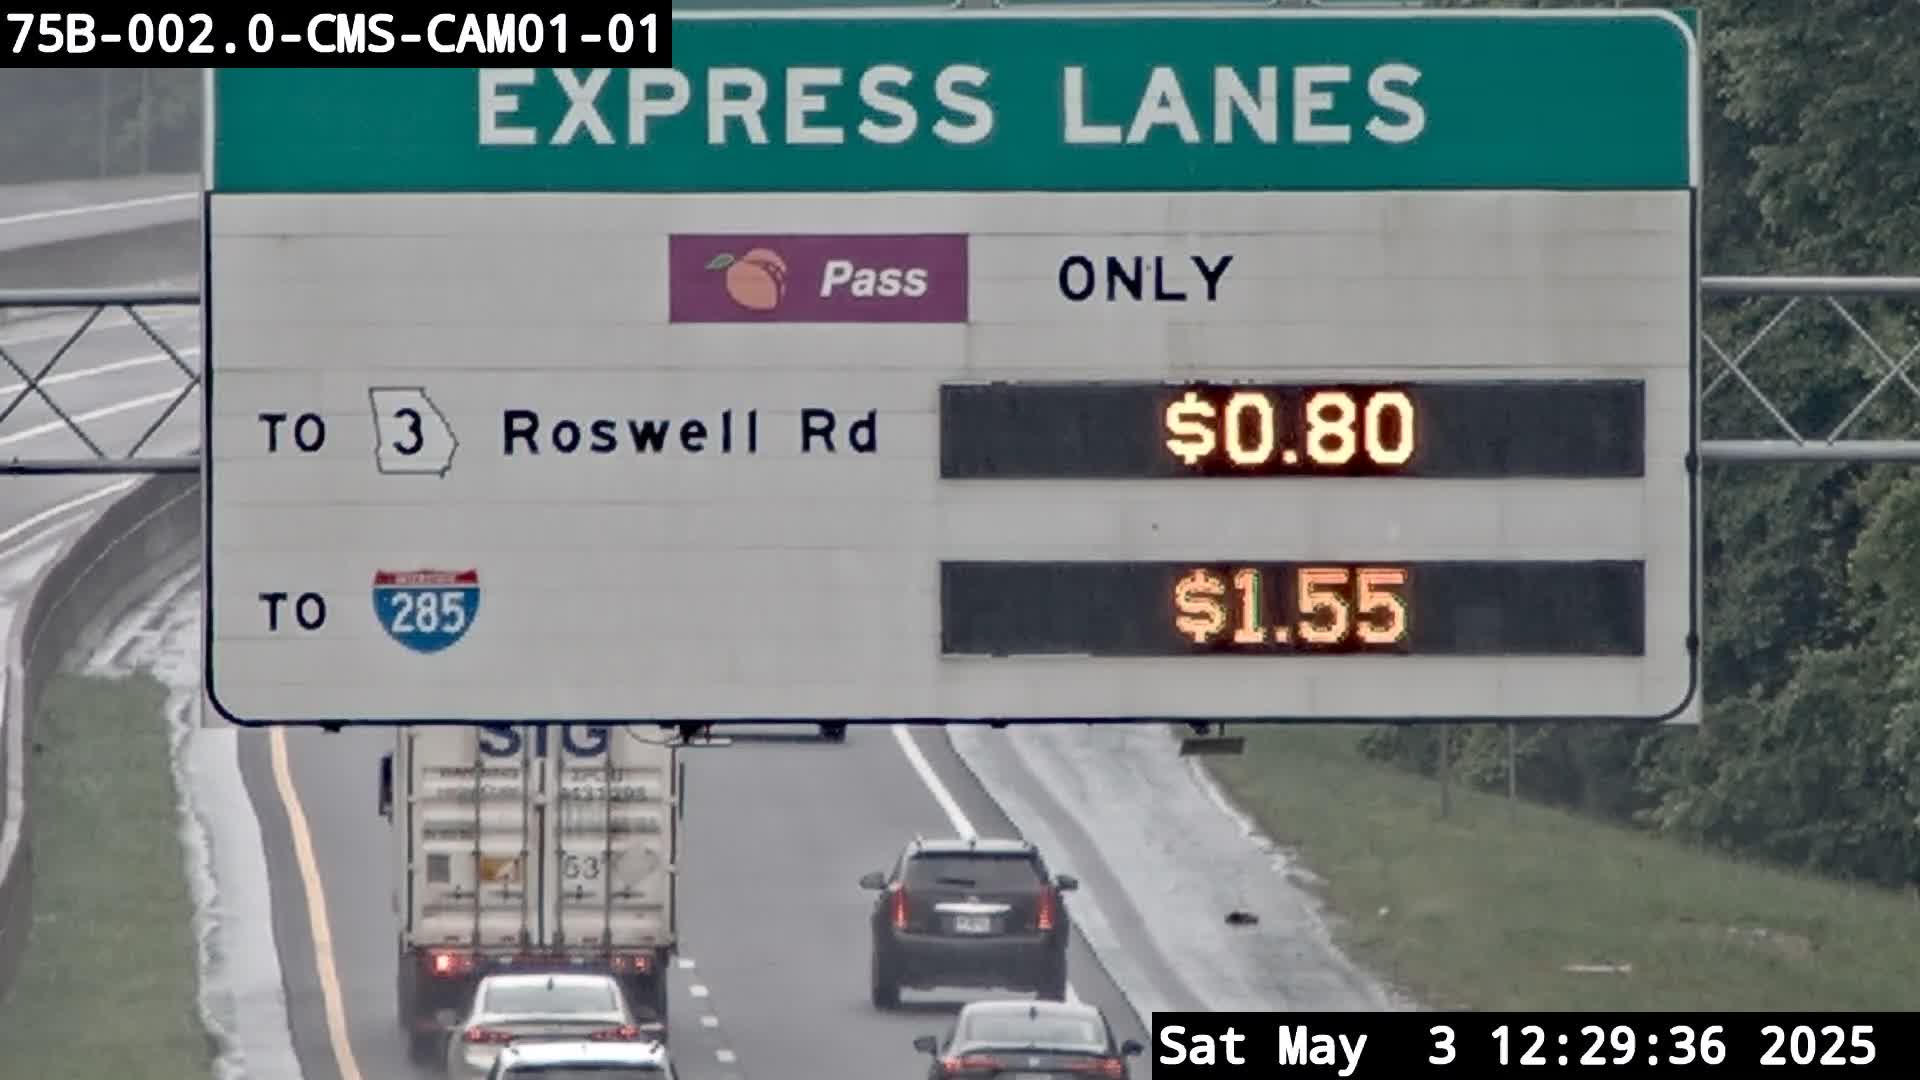 75B-002.0-CMS-CAM01-01
EXPRESS LANES
Pass ONLY
TO 3 Roswell Rd $0.80
TO 285 $1.55
SIG
Sat May 3 12:29:36 2025